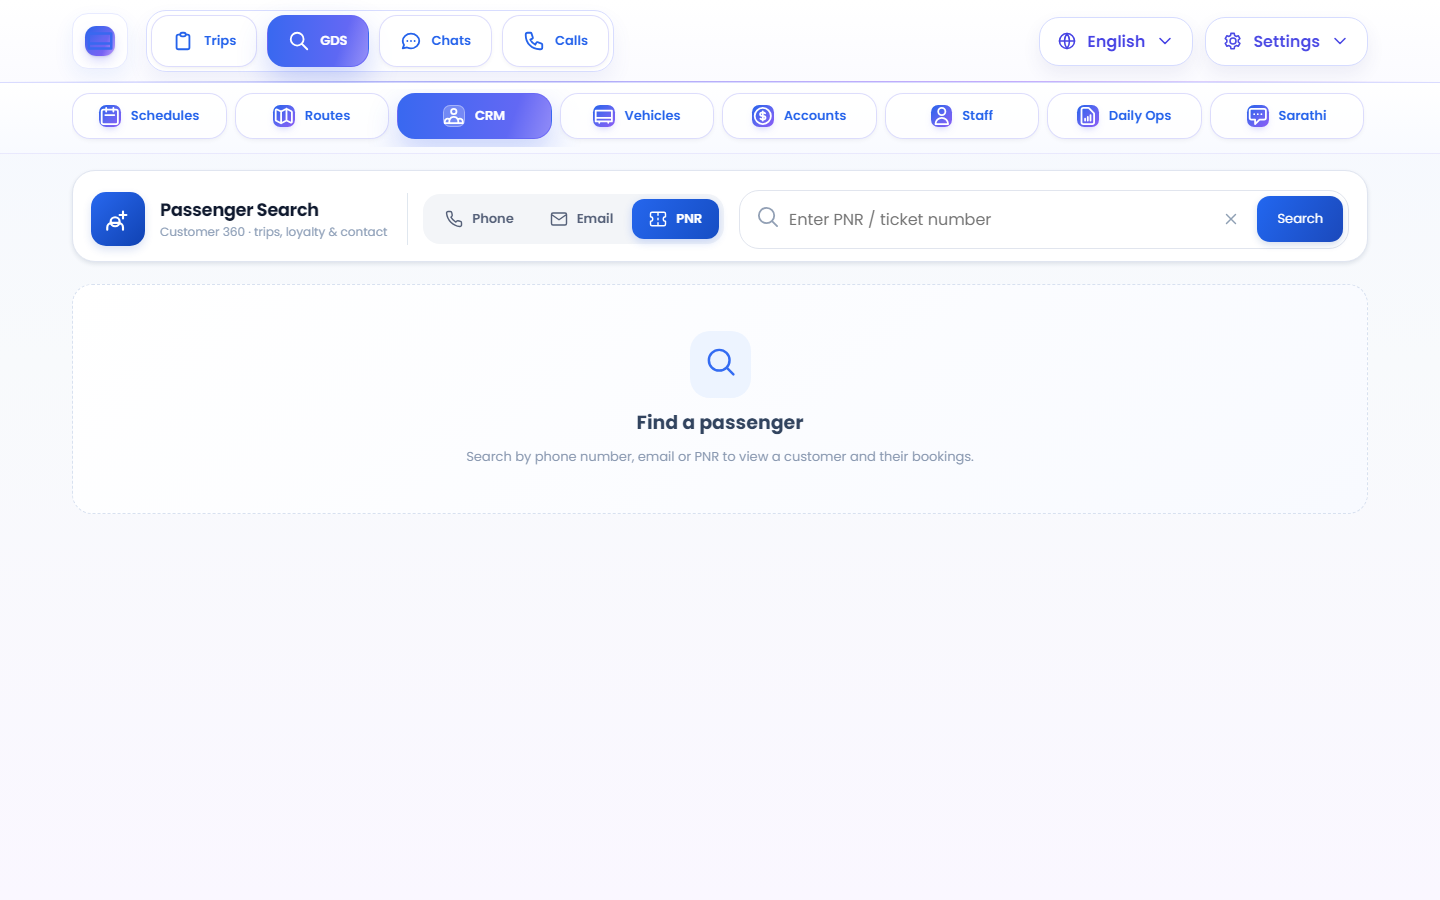 Trips
GDS
Chats
Calls
English
Settings
Schedules
Routes
CRM
Vehicles
Accounts
Staff
Daily Ops
Sarathi
Passenger Search
Customer 360 · trips, loyalty & contact
Phone
Email
PNR
Enter PNR / ticket number
Search
Find a passenger
Search by phone number, email or PNR to view a customer and their bookings.